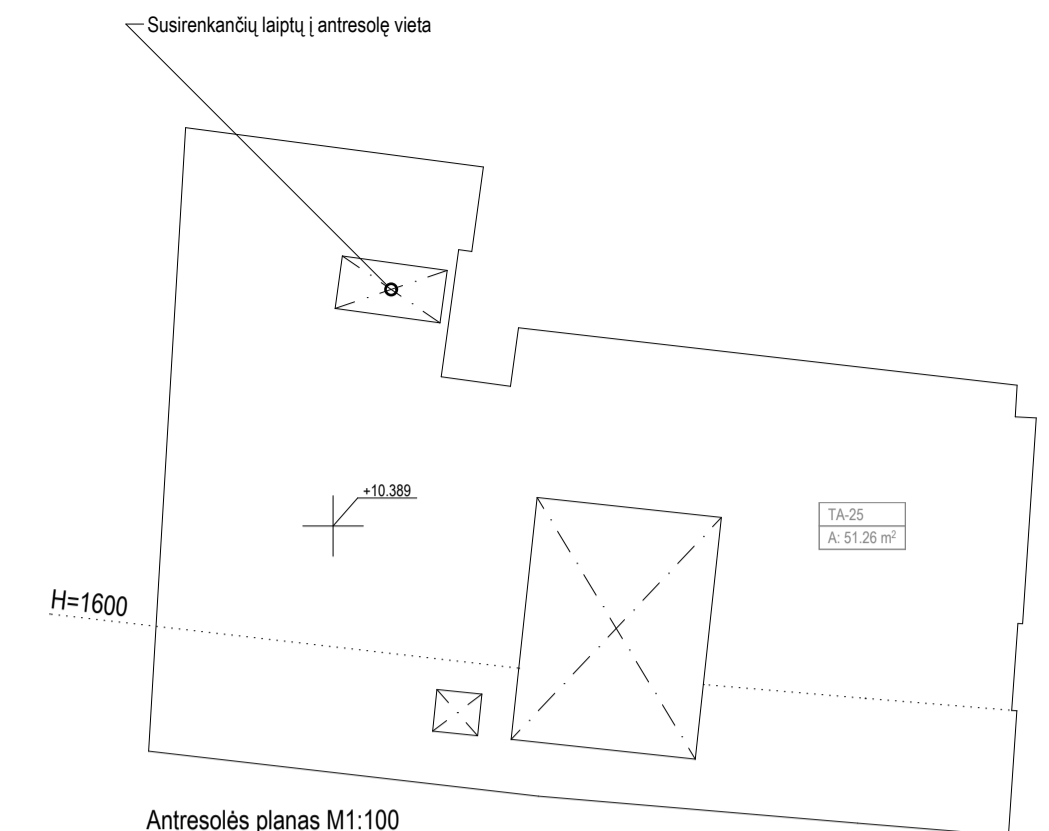 Susirenkančių laiptų į antresolę vieta
+10.389
TA-25
A: 51.26 m²
H=1600
Antresolės planas M1:100